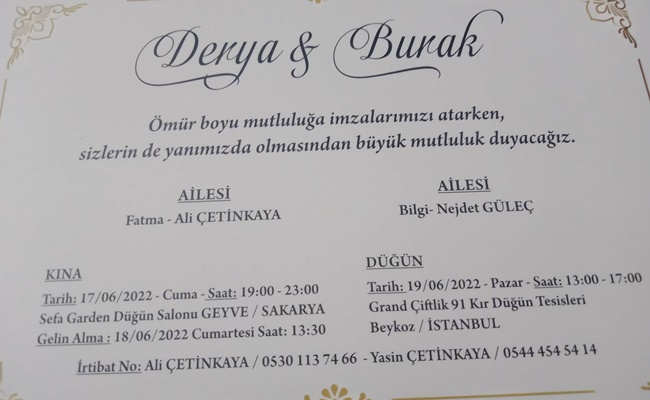 Derya & Burak
Ömür boyu mutluluğa imzalarımızı atarken,
sizlerin de yanımızda olmasından büyük mutluluk duyacağız.
AİLESİ
Fatma - Ali ÇETİNKAYA
AİLESİ
Bilgi- Nejdet GÜLEÇ
KINA
Tarih: 17/06/2022 - Cuma - Saat: 19:00 - 23:00
Sefa Garden Düğün Salonu GEYVE / SAKARYA
Gelin Alma : 18/06/2022 Cumartesi Saat: 13:30
DÜĞÜN
Tarih: 19/06/2022 - Pazar - Saat: 13:00 - 17:00
Grand Çiftlik 91 Kır Düğün Tesisleri
Beykoz / İSTANBUL
İrtibat No: Ali ÇETİNKAYA / 0530 113 74 66 - Yasin ÇETİNKAYA / 0544 454 54 14